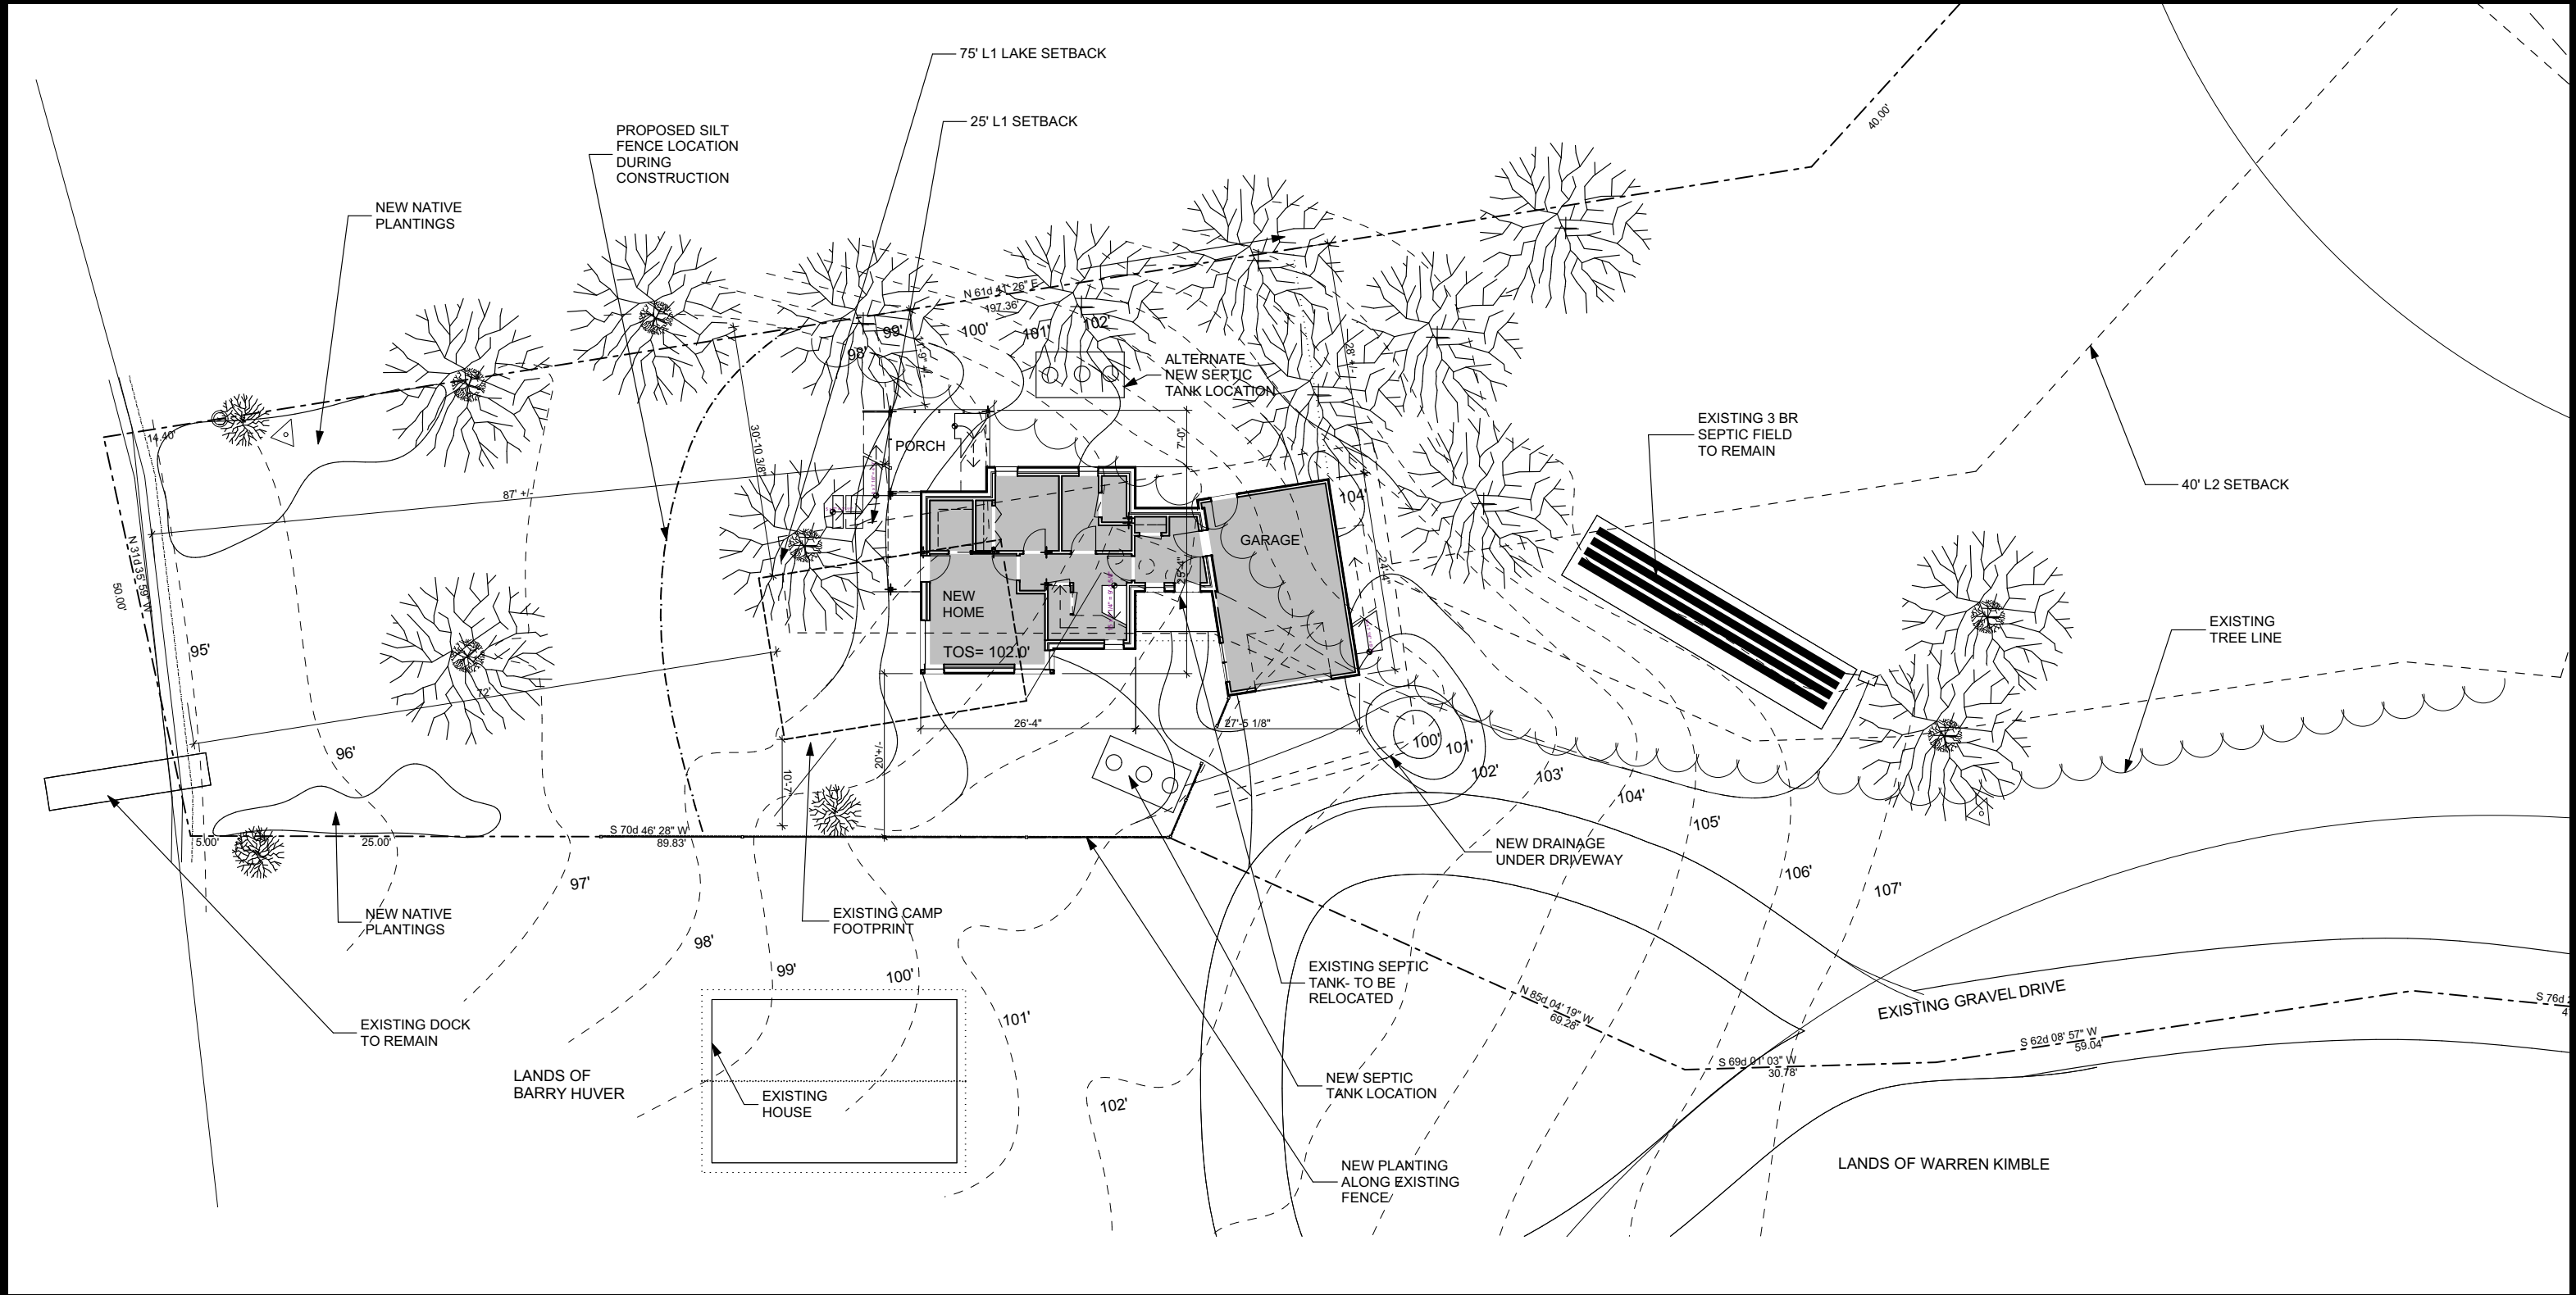 75' L1 LAKE SETBACK
25' L1 SETBACK
PROPOSED SILT
FENCE LOCATION
DURING
CONSTRUCTION
NEW NATIVE
PLANTINGS
40.00'
N 61d 41' 26" E
197.36'
98'
99'
100'
101'
102'
ALTERNATE
NEW SEPTIC
TANK LOCATION
28' +/-
30'-10 3/8"
14.40'
87' +/-
PORCH
7'-0"
104'
EXISTING 3 BR
SEPTIC FIELD
TO REMAIN
40' L2 SETBACK
N 31d 35' 59" W
50.00'
GARAGE
25'-4"
24'-4"
NEW
HOME
TOS= 102.0'
EXISTING
TREE LINE
95'
72'
96'
26'-4"
27'-5 1/8"
20'+/-
10'-7"
100'
101'
102'
103'
104'
105'
106'
107'
5.00'
25.00'
S 70d 46' 28" W
89.83'
NEW DRAINAGE
UNDER DRIVEWAY
97'
98'
99'
100'
101'
102'
NEW NATIVE
PLANTINGS
EXISTING CAMP
FOOTPRINT
EXISTING SEPTIC
TANK- TO BE
RELOCATED
N 85d 04' 19" W
69.28'
EXISTING GRAVEL DRIVE
S 76d
4
S 62d 08' 57" W
59.04'
S 69d 01' 03" W
30.78'
EXISTING DOCK
TO REMAIN
LANDS OF
BARRY HUVER
EXISTING
HOUSE
NEW SEPTIC
TANK LOCATION
NEW PLANTING
ALONG EXISTING
FENCE
LANDS OF WARREN KIMBLE